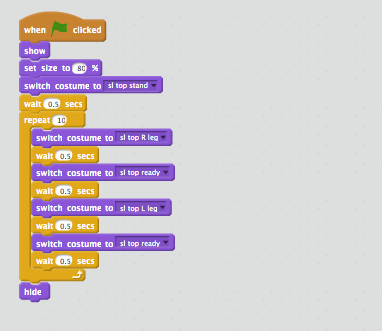 when clicked
show
set size to 80 %
switch costume to sl top stand
wait 0.5 secs
repeat 10
switch costume to sl top R leg
wait 0.5 secs
switch costume to sl top ready
wait 0.5 secs
switch costume to sl top L leg
wait 0.5 secs
switch costume to sl top ready
wait 0.5 secs
hide